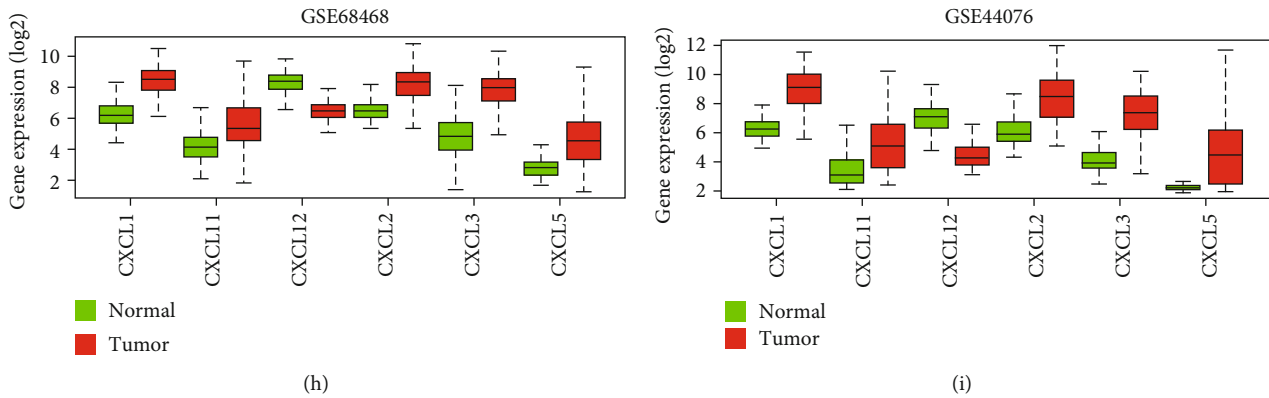 GSE68468
Gene expression (log2)
10
8
6
4
2
CXCL1
CXCL11
CXCL12
CXCL2
CXCL3
CXCL5
Normal
Tumor
(h)
GSE44076
Gene expression (log2)
12
10
8
6
4
2
CXCL1
CXCL11
CXCL12
CXCL2
CXCL3
CXCL5
Normal
Tumor
(i)